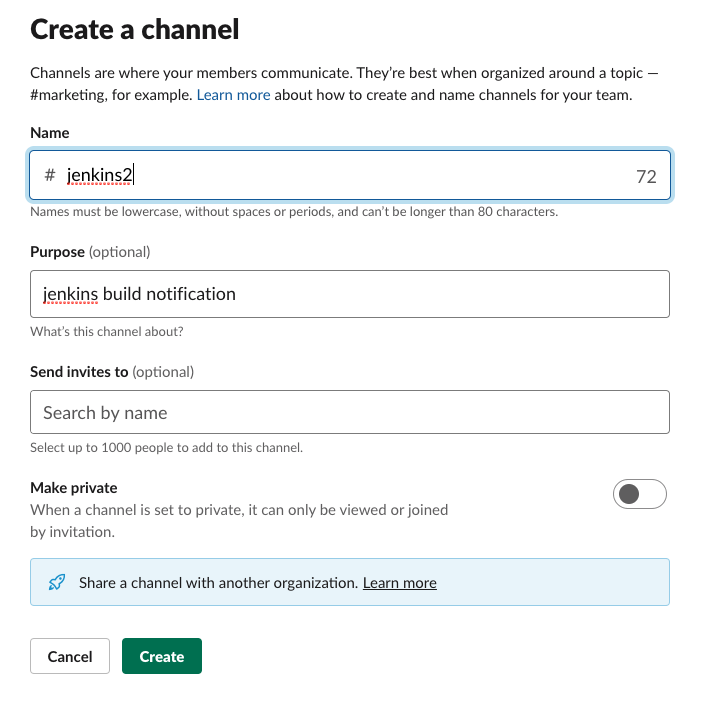 Create a channel
Channels are where your members communicate. They’re best when organized around a topic —
#marketing, for example. Learn more about how to create and name channels for your team.
Name
# jenkins2 72
Names must be lowercase, without spaces or periods, and can’t be longer than 80 characters.
Purpose (optional)
jenkins build notification
What’s this channel about?
Send invites to (optional)
Search by name
Select up to 1000 people to add to this channel.
Make private
When a channel is set to private, it can only be viewed or joined
by invitation.
Share a channel with another organization. Learn more
Cancel Create